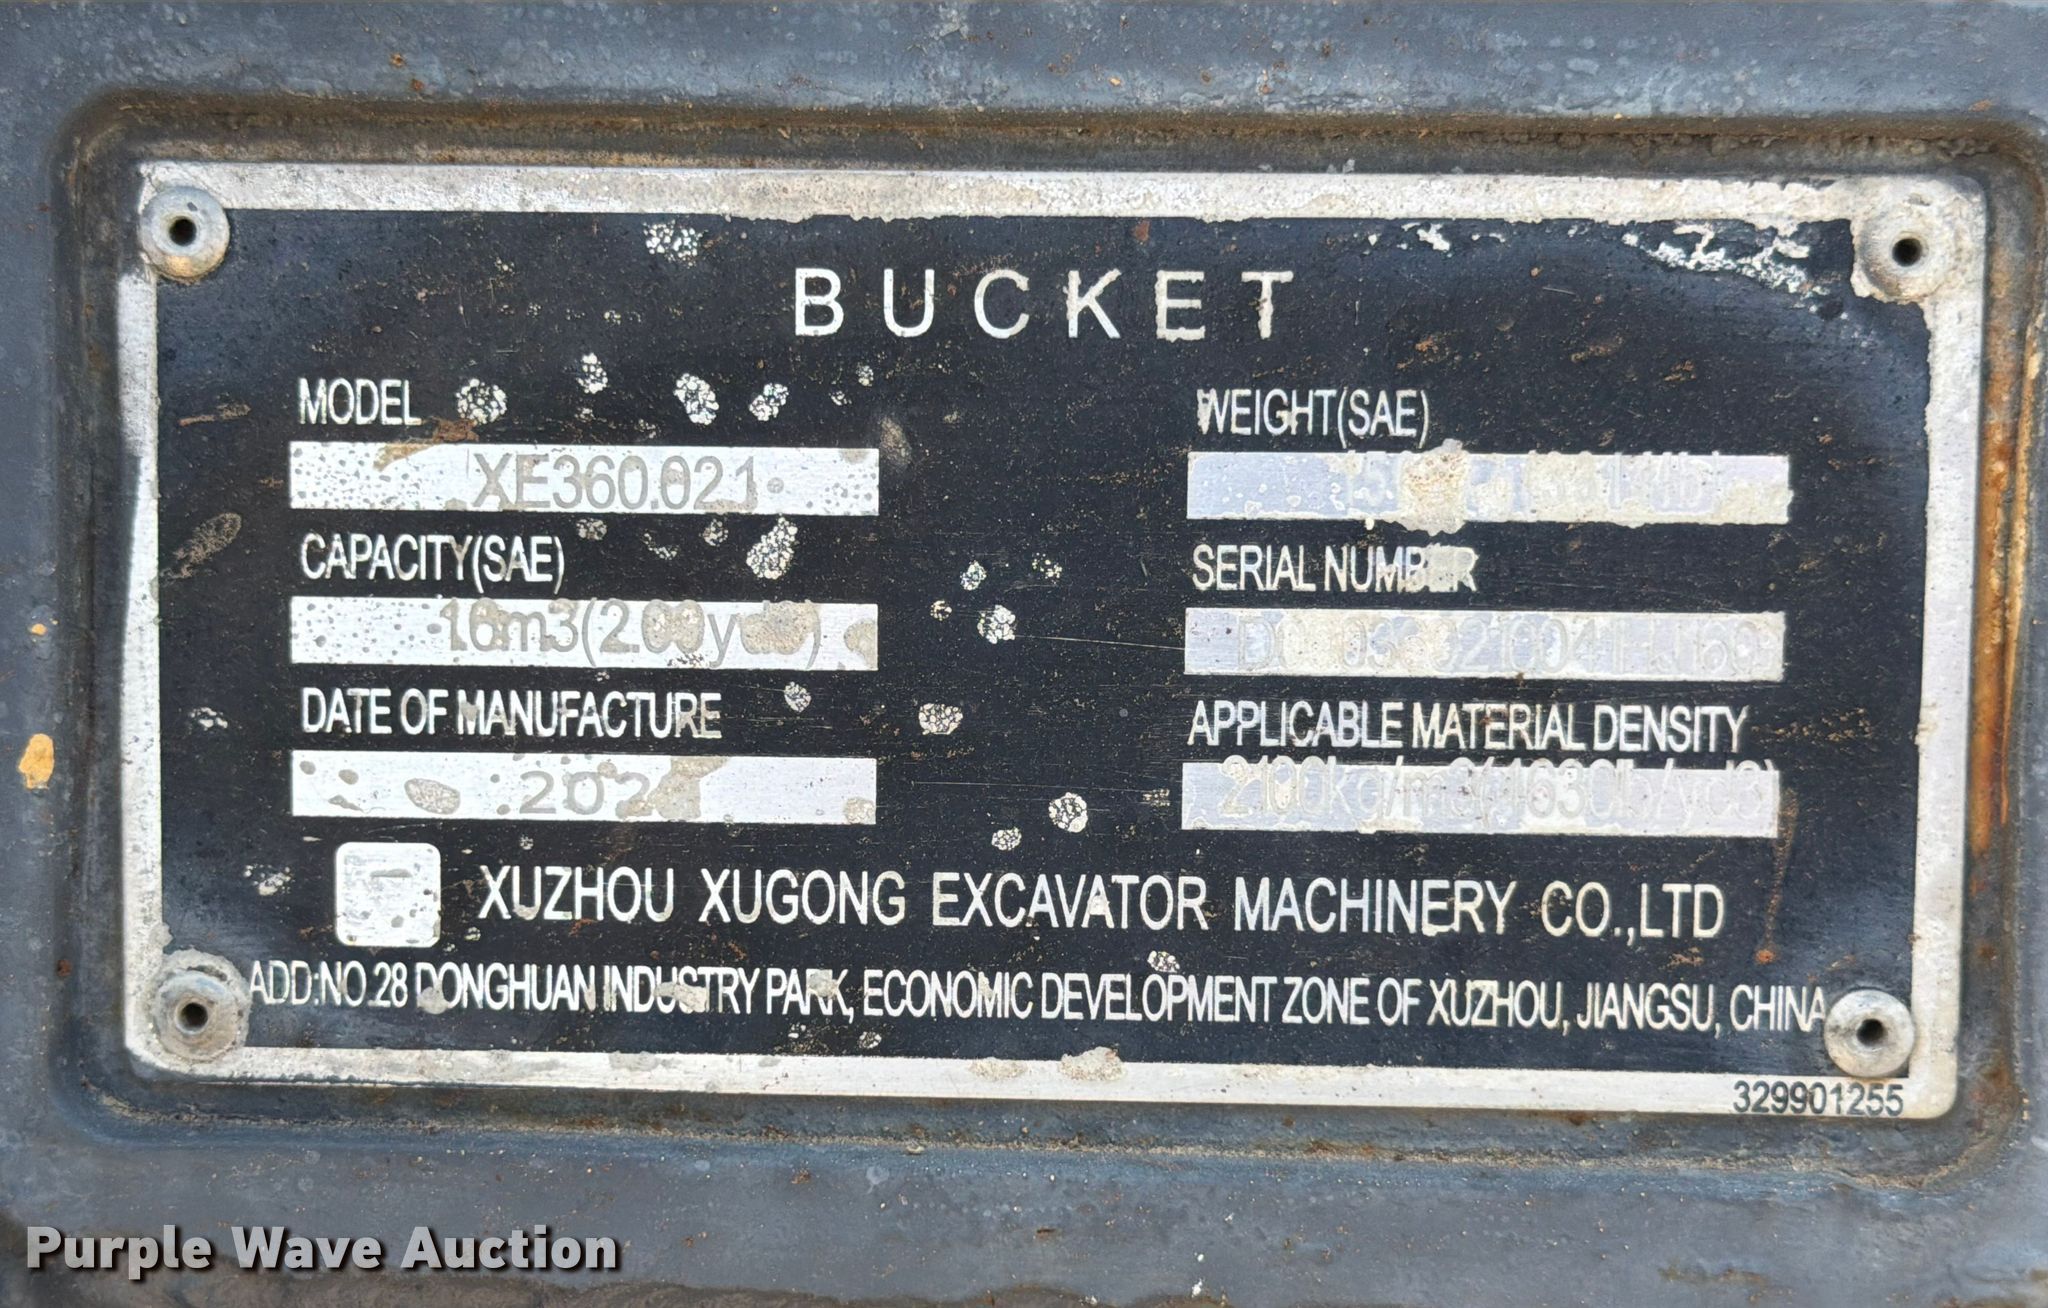 BUCKET
MODEL
XE360.02.1
WEIGHT(SAE)
CAPACITY(SAE)
SERIAL NUMBER
DATE OF MANUFACTURE
APPLICABLE MATERIAL DENSITY
XUZHOU XUGONG EXCAVATOR MACHINERY CO.,LTD
ADD:NO.28 DONGHUAN INDUSTRY PARK, ECONOMIC DEVELOPMENT ZONE OF XUZHOU, JIANGSU, CHINA
329901255
Purple Wave Auction